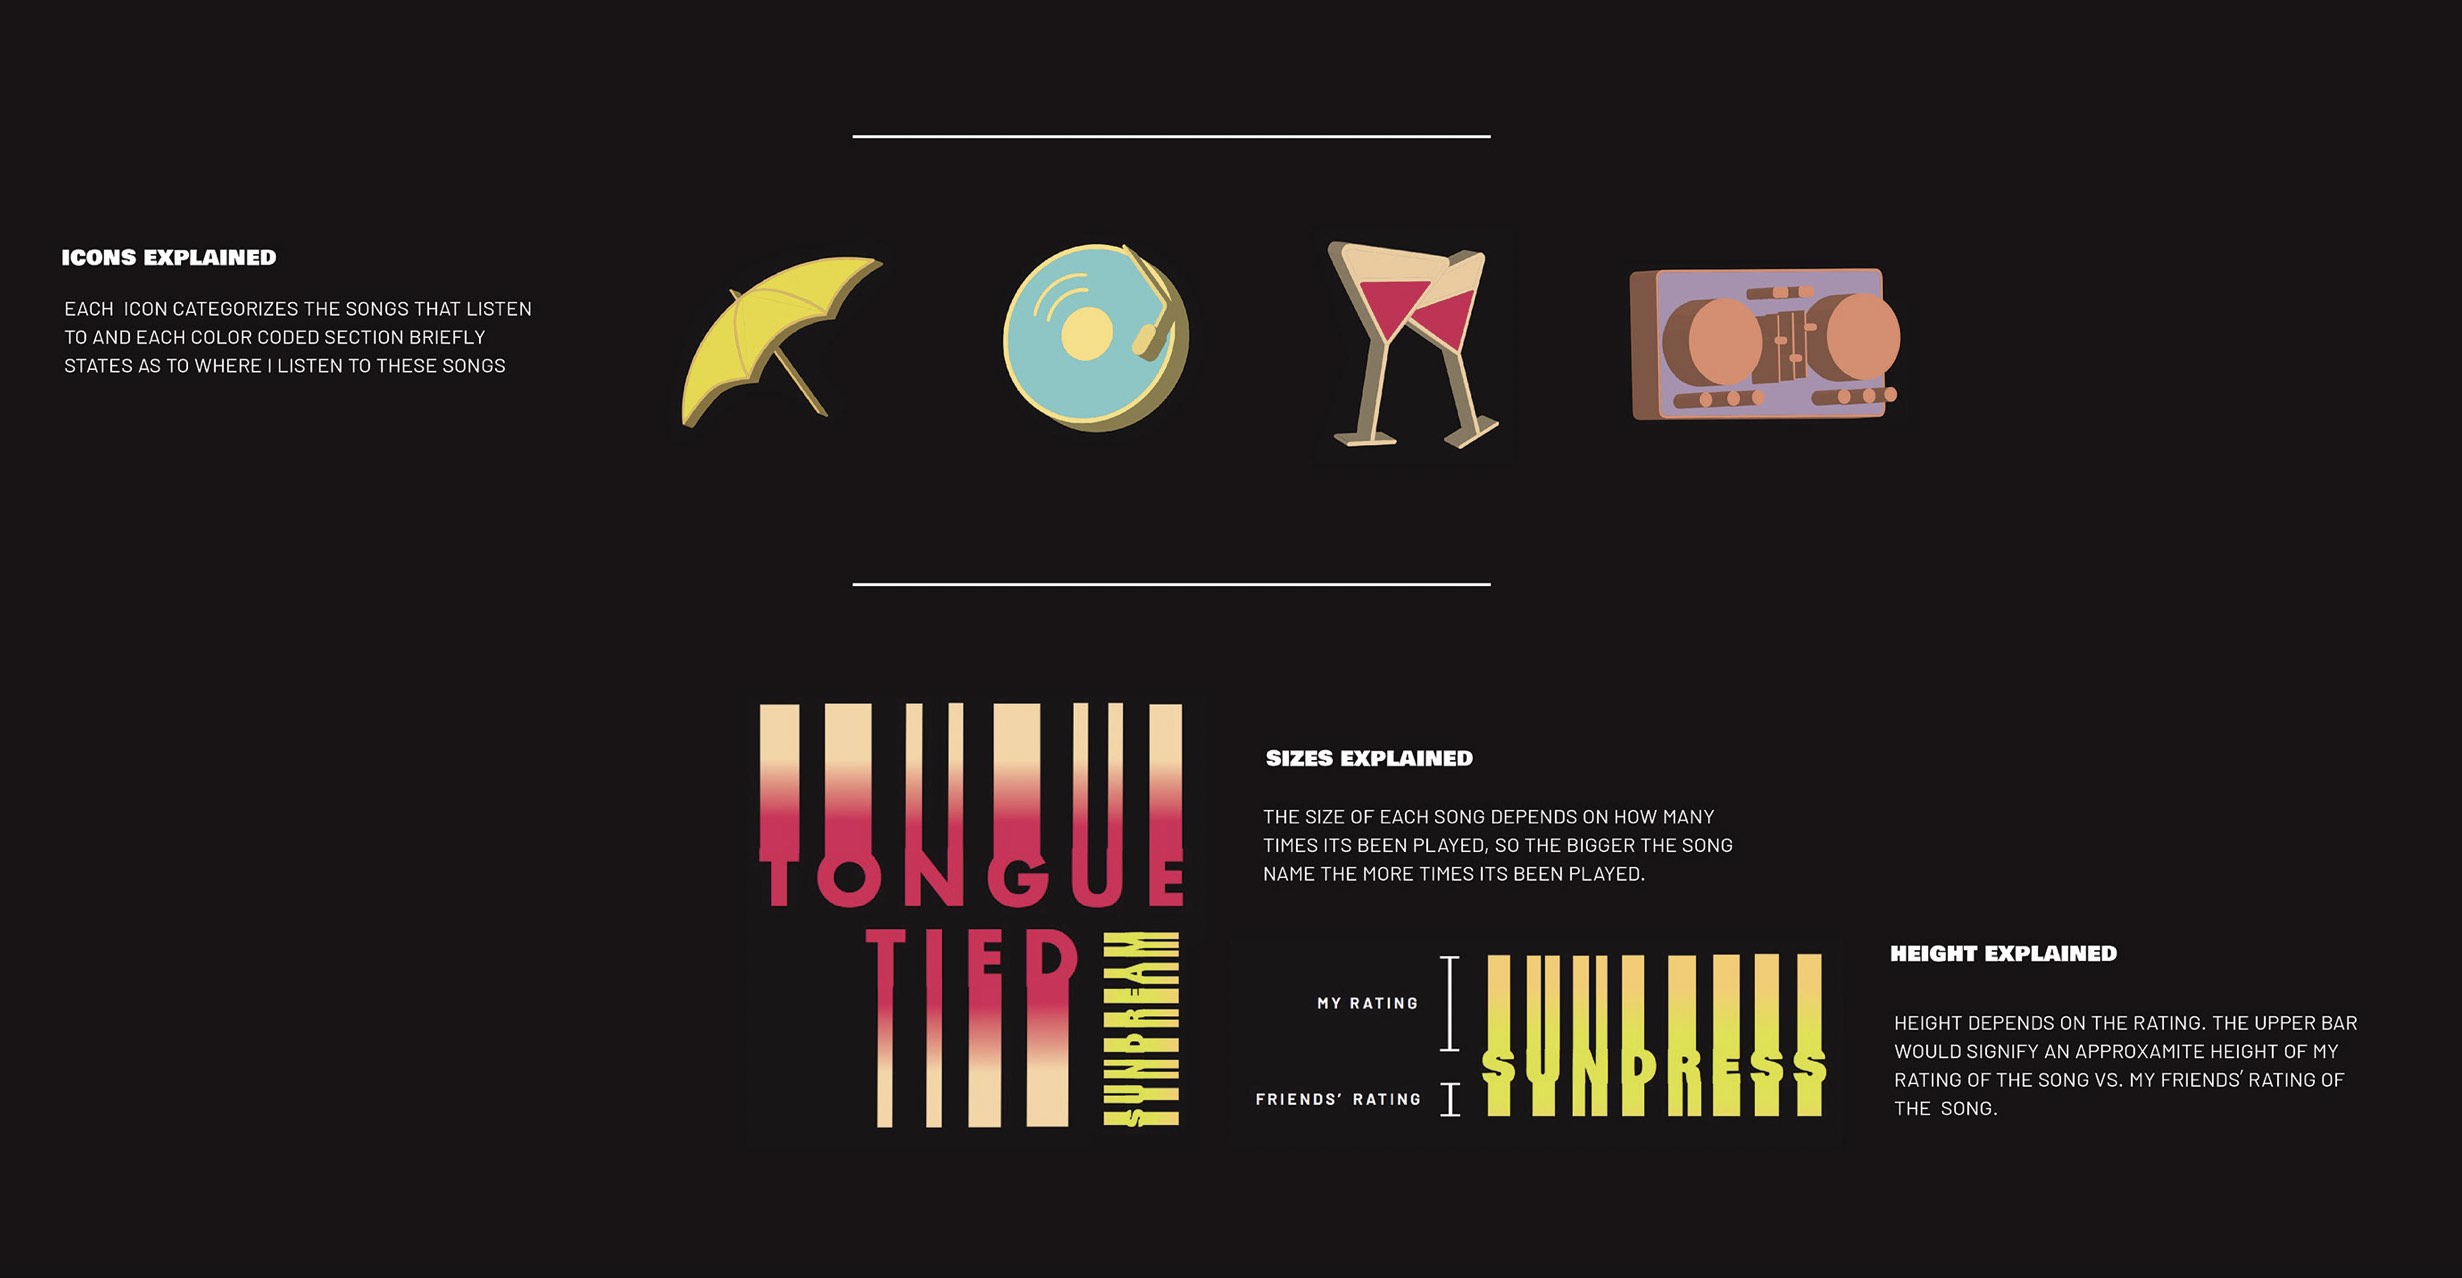 ICONS EXPLAINED
EACH ICON CATEGORIZES THE SONGS THAT LISTEN
TO AND EACH COLOR CODED SECTION BRIEFLY
STATES AS TO WHERE I LISTEN TO THESE SONGS
TONGUE
TIED
SUNDREAM
SIZES EXPLAINED
THE SIZE OF EACH SONG DEPENDS ON HOW MANY
TIMES ITS BEEN PLAYED, SO THE BIGGER THE SONG
NAME THE MORE TIMES ITS BEEN PLAYED.
MY RATING
FRIENDS' RATING
SUNDRESS
HEIGHT EXPLAINED
HEIGHT DEPENDS ON THE RATING. THE UPPER BAR
WOULD SIGNIFY AN APPROXAMITE HEIGHT OF MY
RATING OF THE SONG VS. MY FRIENDS' RATING OF
THE SONG.